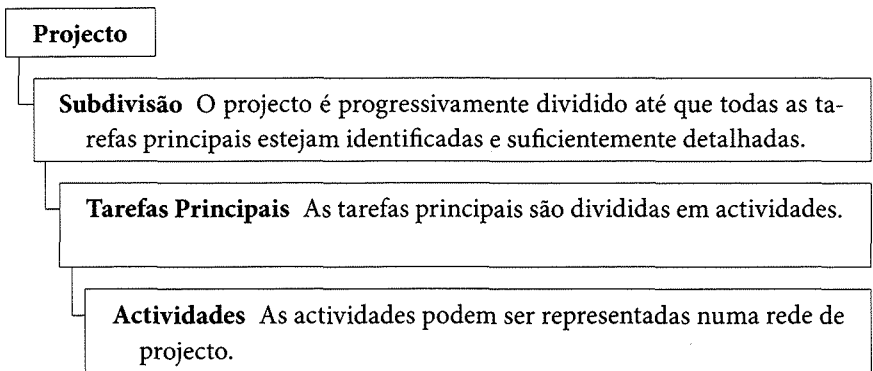 Projecto
Subdivisão O projecto é progressivamente dividido até que todas as ta-
refas principais estejam identificadas e suficientemente detalhadas.
Tarefas Principais As tarefas principais são divididas em actividades.
Actividades As actividades podem ser representadas numa rede de
projecto.